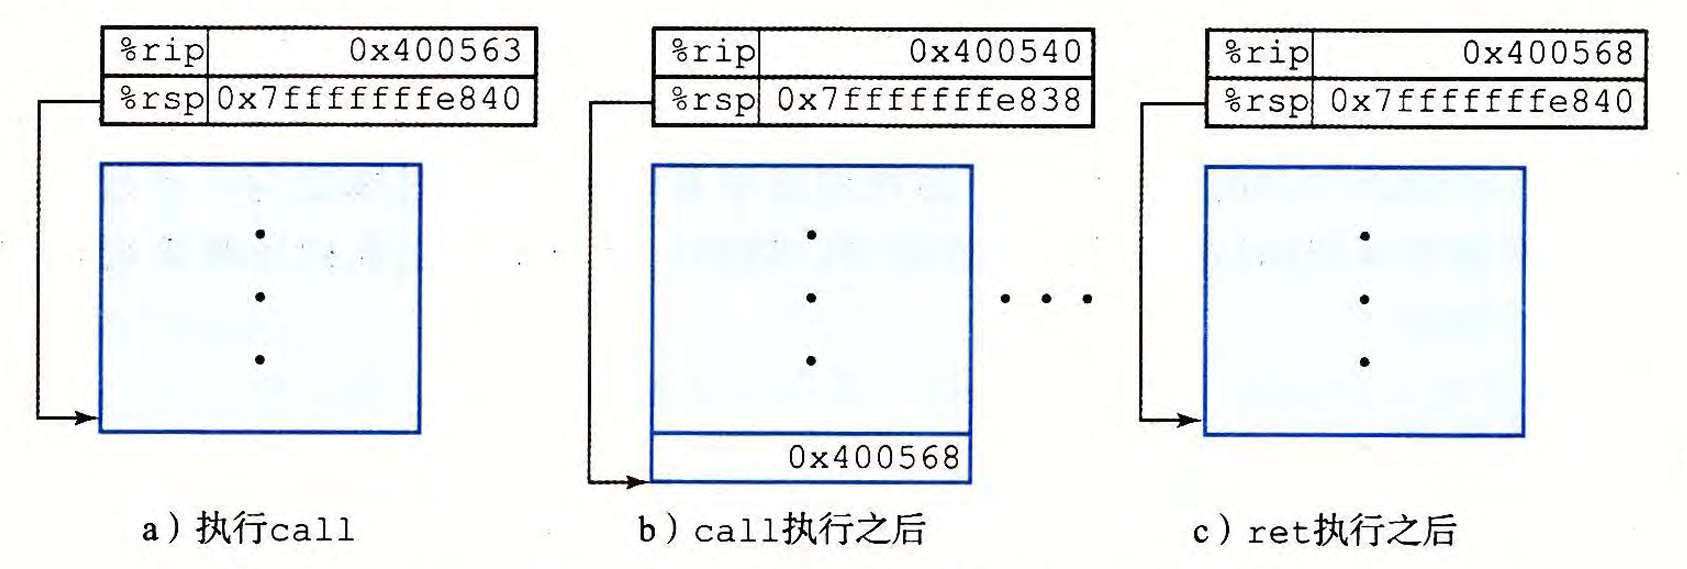 %rip 0x400563
%rsp 0x7fffffffe840
%rip 0x400540
%rsp 0x7fffffffe838
%rip 0x400568
%rsp 0x7fffffffe840
0x400568
a）执行call
b）call执行之后
c）ret执行之后